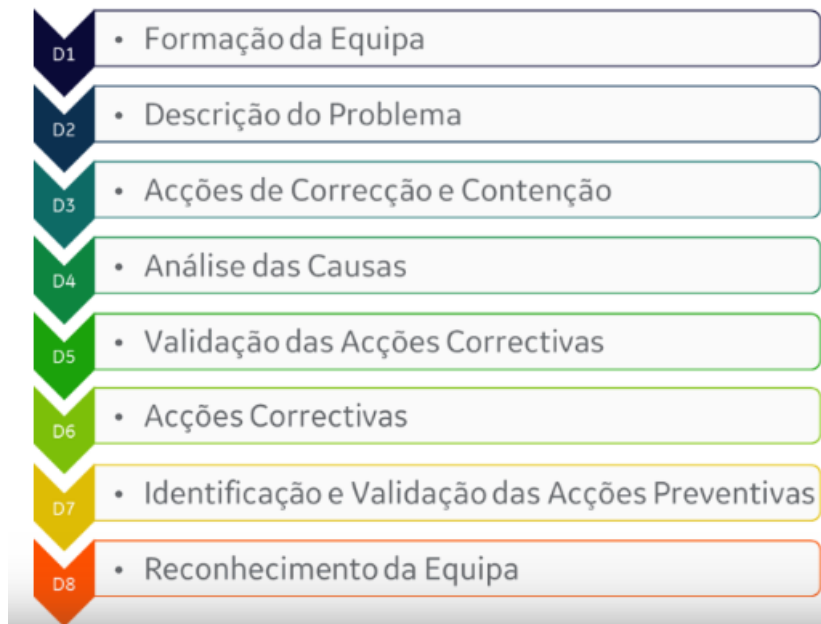 D1 • Formação da Equipa
D2 • Descrição do Problema
D3 • Acções de Correcção e Contenção
D4 • Análise das Causas
D5 • Validação das Acções Correctivas
D6 • Acções Correctivas
D7 • Identificação e Validação das Acções Preventivas
D8 • Reconhecimento da Equipa